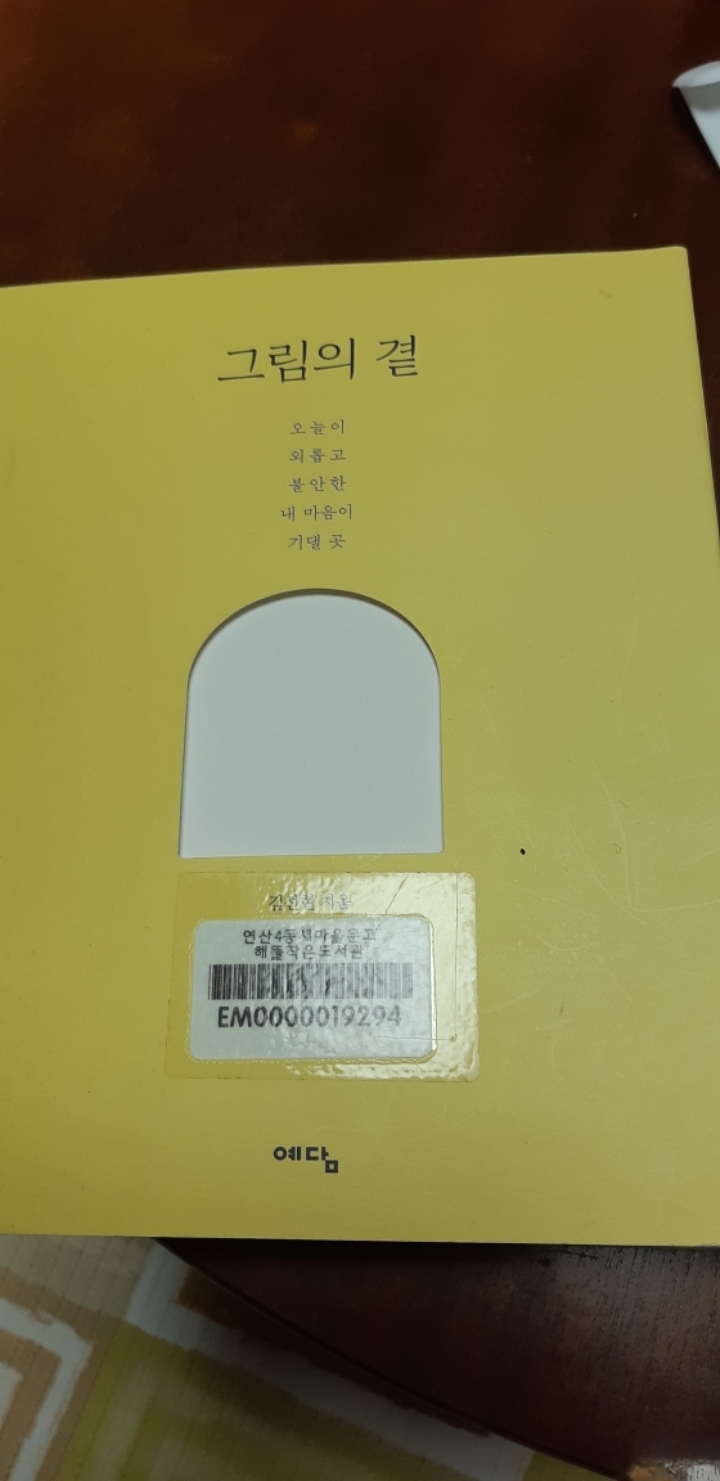 그림의 곁
오늘이
외롭고
불안한
내 마음이
기댈 곳
연산4동새마을문고
해뜰작은도서관
EM0000019294
예담